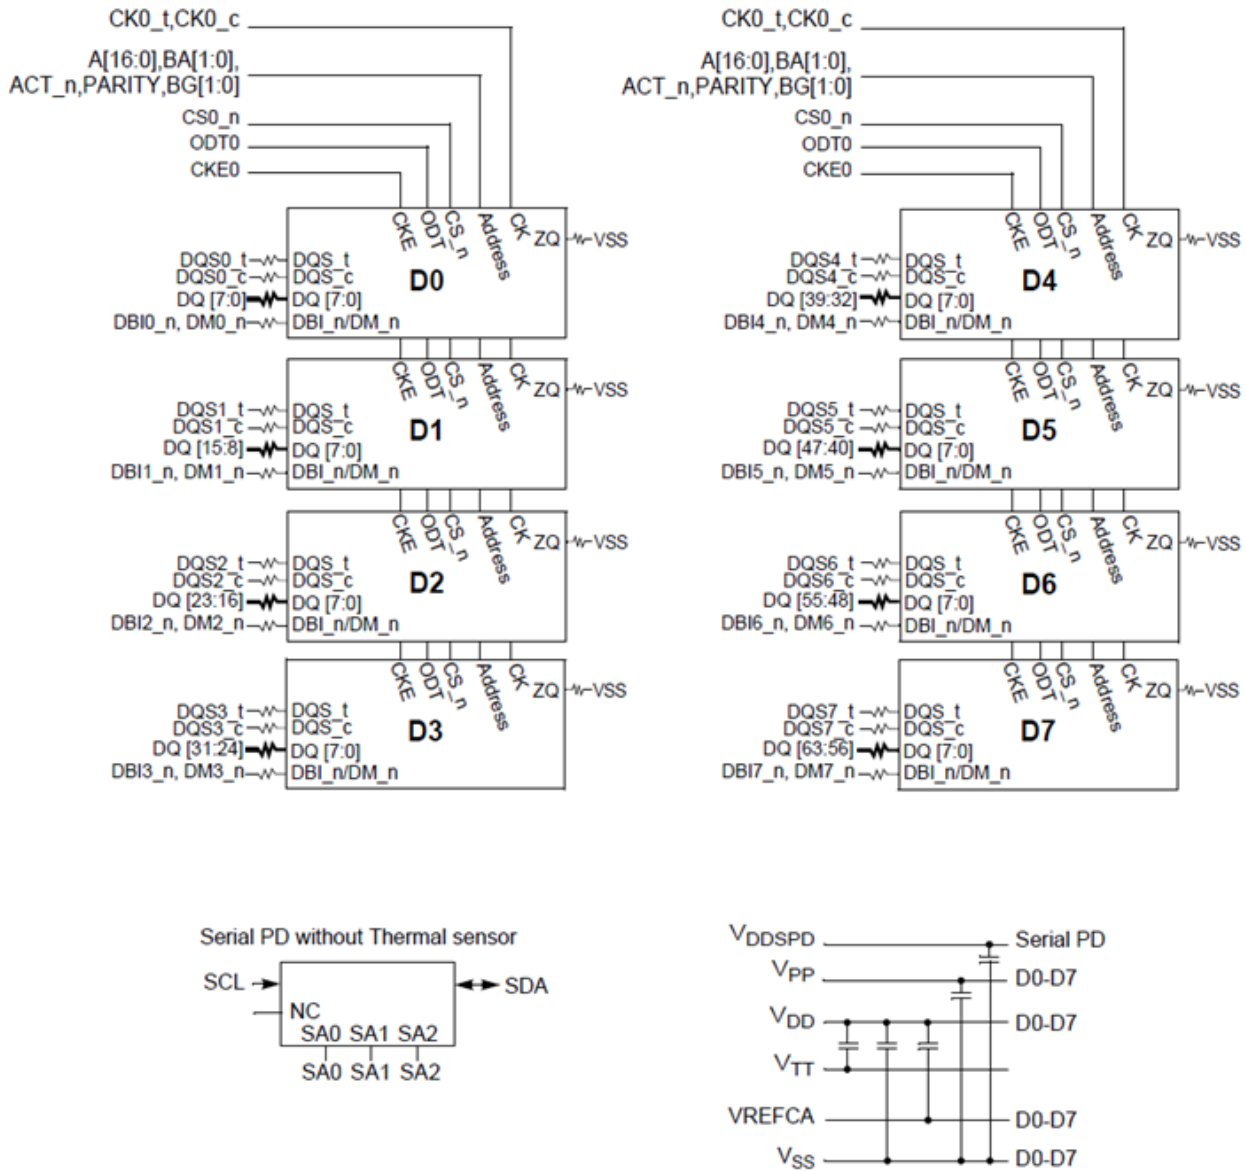 CK0_t,CK0_c
A[16:0],BA[1:0],
ACT_n,PARITY,BG[1:0]
CS0_n
ODT0
CKE0
CKE ODT CS_n Address CK ZQ VSS
DQS0_t DQS_t
DQS0_c DQS_c
D0
DQ [7:0] DQ [7:0]
DBI0_n, DM0_n DBI_n/DM_n
CKE ODT CS_n Address CK ZQ VSS
DQS1_t DQS_t
DQS1_c DQS_c
D1
DQ [15:8] DQ [7:0]
DBI1_n, DM1_n DBI_n/DM_n
CKE ODT CS_n Address CK ZQ VSS
DQS2_t DQS_t
DQS2_c DQS_c
D2
DQ [23:16] DQ [7:0]
DBI2_n, DM2_n DBI_n/DM_n
CKE ODT CS_n Address CK ZQ VSS
DQS3_t DQS_t
DQS3_c DQS_c
D3
DQ [31:24] DQ [7:0]
DBI3_n, DM3_n DBI_n/DM_n
CK0_t,CK0_c
A[16:0],BA[1:0],
ACT_n,PARITY,BG[1:0]
CS0_n
ODT0
CKE0
CKE ODT CS_n Address CK ZQ VSS
DQS4_t DQS_t
DQS4_c DQS_c
D4
DQ [39:32] DQ [7:0]
DBI4_n, DM4_n DBI_n/DM_n
CKE ODT CS_n Address CK ZQ VSS
DQS5_t DQS_t
DQS5_c DQS_c
D5
DQ [47:40] DQ [7:0]
DBI5_n, DM5_n DBI_n/DM_n
CKE ODT CS_n Address CK ZQ VSS
DQS6_t DQS_t
DQS6_c DQS_c
D6
DQ [55:48] DQ [7:0]
DBI6_n, DM6_n DBI_n/DM_n
CKE ODT CS_n Address CK ZQ VSS
DQS7_t DQS_t
DQS7_c DQS_c
D7
DQ [63:56] DQ [7:0]
DBI7_n, DM7_n DBI_n/DM_n
Serial PD without Thermal sensor
SCL SDA
NC
SA0 SA1 SA2
SA0 SA1 SA2
VDDSPD Serial PD
VPP D0-D7
VDD D0-D7
VTT
VREFCA D0-D7
VSS D0-D7